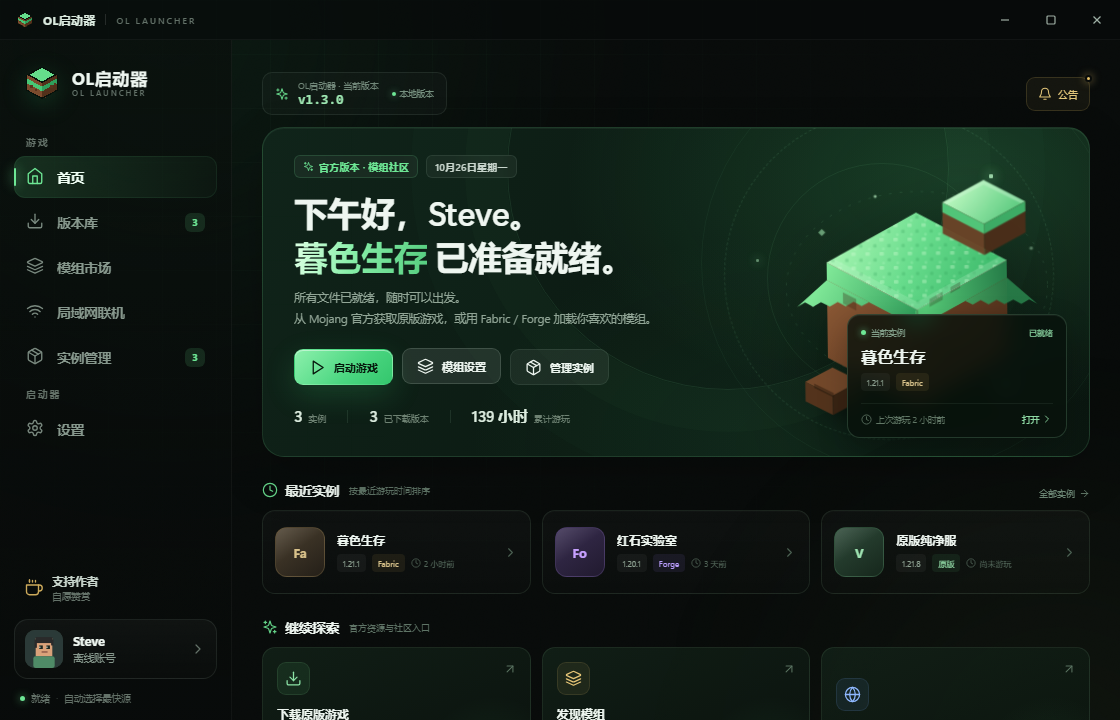 OL启动器 OL LAUNCHER
OL启动器
OL LAUNCHER
游戏
首页
版本库 3
模组市场
局域网联机
实例管理 3
启动器
设置
支持作者
自愿赞赏
Steve
离线账号
就绪 · 自动选择最快源
OL启动器 · 当前版本
v1.3.0
本地版本
公告
官方版本 · 模组社区 10月26日星期一
下午好，Steve。
暮色生存 已准备就绪。
所有文件已就绪，随时可以出发。
从 Mojang 官方获取原版游戏，或用 Fabric / Forge 加载你喜欢的模组。
启动游戏 模组设置 管理实例
3 实例 3 已下载版本 139 小时 累计游玩
当前实例 已就绪
暮色生存
1.21.1 Fabric
上次游玩 2 小时前 打开
最近实例 按最近游玩时间排序 全部实例
Fa
暮色生存
1.21.1 Fabric 2 小时前
Fo
红石实验室
1.20.1 Forge 3 天前
V
原版纯净服
1.21.8 原版 尚未游玩
继续探索 官方资源与社区入口
下载原版游戏
发现模组